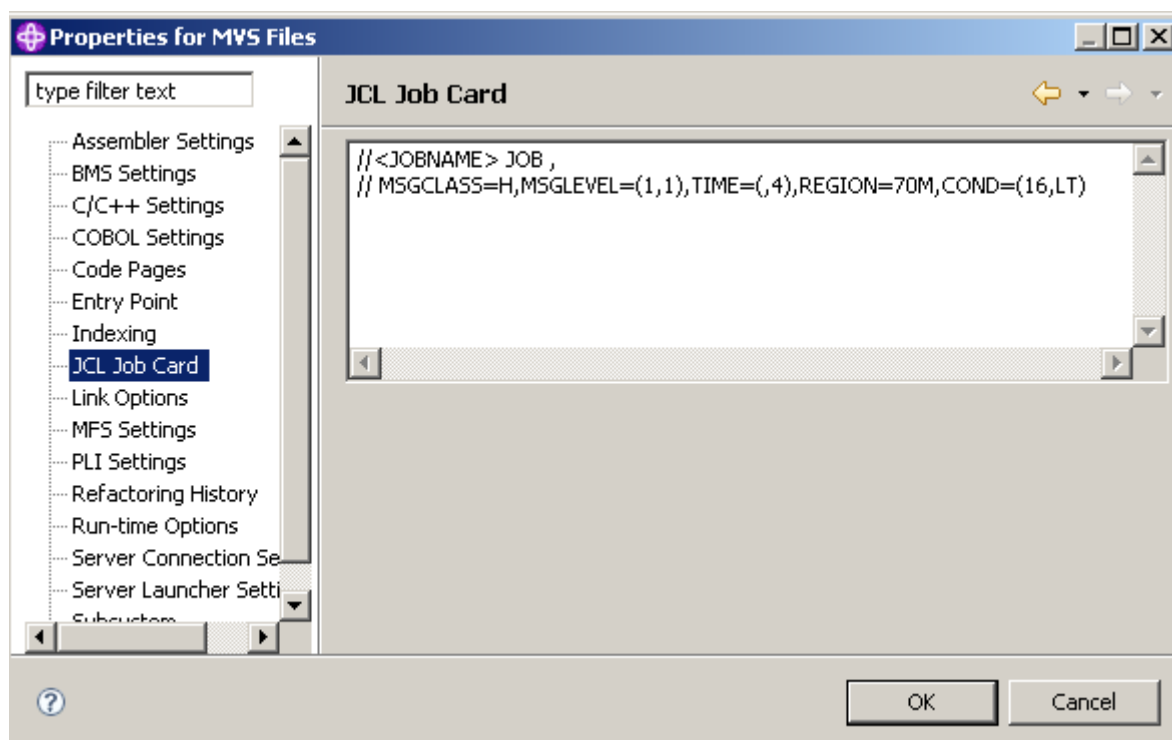 Properties for MVS Files
type filter text
Assembler Settings
BMS Settings
C/C++ Settings
COBOL Settings
Code Pages
Entry Point
Indexing
JCL Job Card
Link Options
MFS Settings
PLI Settings
Refactoring History
Run-time Options
Server Connection Se
Server Launcher Setti
Subsystem
JCL Job Card
//<JOBNAME> JOB ,
// MSGCLASS=H,MSGLEVEL=(1,1),TIME=(,4),REGION=70M,COND=(16,LT)
OK
Cancel